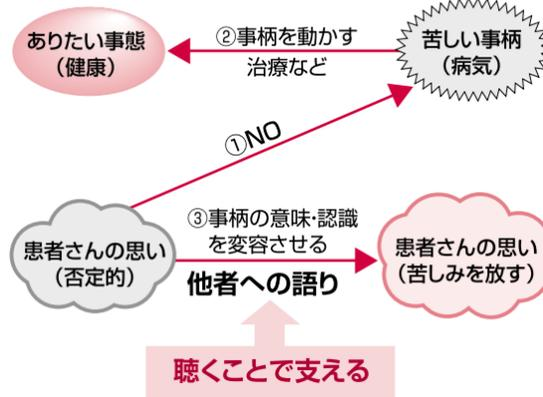 ありたい事態
（健康）
②事柄を動かす
治療など
苦しい事柄
（病気）
①NO
患者さんの思い
（否定的）
③事柄の意味・認識
を変容させる
他者への語り
患者さんの思い
（苦しみを放す）
聴くことで支える